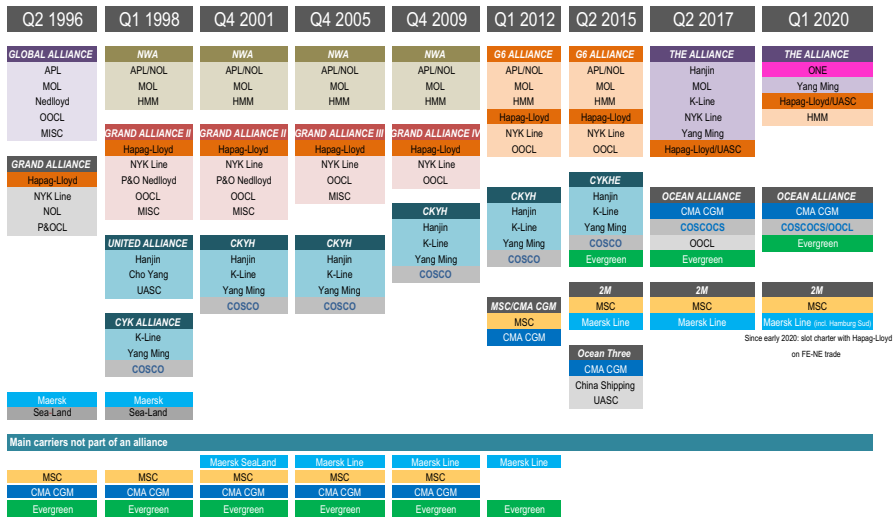 Q2 1996
Q1 1998
Q4 2001
Q4 2005
Q4 2009
Q1 2012
Q2 2015
Q2 2017
Q1 2020
GLOBAL ALLIANCE
APL
MOL
Nedlloyd
OOCL
MISC
GRAND ALLIANCE
Hapag-Lloyd
NYK Line
NOL
P&OCL
Maersk
Sea-Land
NWA
APL/NOL
MOL
HMM
GRAND ALLIANCE II
Hapag-Lloyd
NYK Line
P&O Nedlloyd
OOCL
MISC
UNITED ALLIANCE
Hanjin
Cho Yang
UASC
CYK ALLIANCE
K-Line
Yang Ming
COSCO
Maersk
Sea-Land
NWA
APL/NOL
MOL
HMM
GRAND ALLIANCE II
Hapag-Lloyd
NYK Line
P&O Nedlloyd
OOCL
MISC
CKYH
Hanjin
K-Line
Yang Ming
COSCO
NWA
APL/NOL
MOL
HMM
GRAND ALLIANCE III
Hapag-Lloyd
NYK Line
OOCL
MISC
CKYH
Hanjin
K-Line
Yang Ming
COSCO
NWA
APL/NOL
MOL
HMM
GRAND ALLIANCE IV
Hapag-Lloyd
NYK Line
OOCL
CKYH
Hanjin
K-Line
Yang Ming
COSCO
G6 ALLIANCE
APL/NOL
MOL
HMM
Hapag-Lloyd
NYK Line
OOCL
CKYH
Hanjin
K-Line
Yang Ming
COSCO
MSC/CMA CGM
MSC
CMA CGM
G6 ALLIANCE
APL/NOL
MOL
HMM
Hapag-Lloyd
NYK Line
OOCL
CYKHE
Hanjin
K-Line
Yang Ming
COSCO
Evergreen
2M
MSC
Maersk Line
Ocean Three
CMA CGM
China Shipping
UASC
THE ALLIANCE
Hanjin
MOL
K-Line
NYK Line
Yang Ming
Hapag-Lloyd/UASC
OCEAN ALLIANCE
CMA CGM
COSCOCS
OOCL
Evergreen
2M
MSC
Maersk Line
THE ALLIANCE
ONE
Yang Ming
Hapag-Lloyd/UASC
HMM
OCEAN ALLIANCE
CMA CGM
COSCOCS/OOCL
Evergreen
2M
MSC
Maersk Line (incl. Hamburg Sud)
Since early 2020: slot charter with Hapag-Lloyd
on FE-NE trade
Main carriers not part of an alliance
Maersk SeaLand
Maersk Line
Maersk Line
Maersk Line
MSC
MSC
MSC
MSC
MSC
CMA CGM
CMA CGM
CMA CGM
CMA CGM
CMA CGM
Evergreen
Evergreen
Evergreen
Evergreen
Evergreen
Evergreen